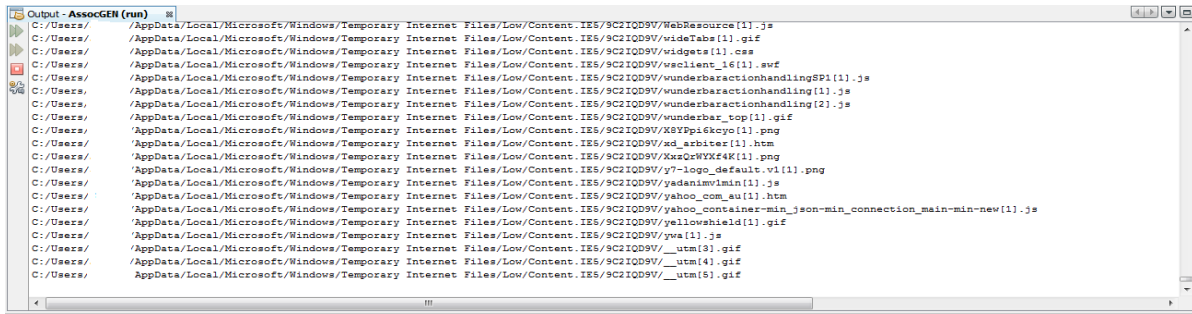 Output - AssocGEN (run)
C:/Users/ /AppData/Local/Microsoft/Windows/Temporary Internet Files/Low/Content.IE5/9C2IQD9V/WebResource[1].js
C:/Users/ /AppData/Local/Microsoft/Windows/Temporary Internet Files/Low/Content.IE5/9C2IQD9V/wideTabs[1].gif
C:/Users/ /AppData/Local/Microsoft/Windows/Temporary Internet Files/Low/Content.IE5/9C2IQD9V/widgets[1].css
C:/Users/ /AppData/Local/Microsoft/Windows/Temporary Internet Files/Low/Content.IE5/9C2IQD9V/wsclient_16[1].swf
C:/Users/ /AppData/Local/Microsoft/Windows/Temporary Internet Files/Low/Content.IE5/9C2IQD9V/wunderbaractionhandlingSP1[1].js
C:/Users, /AppData/Local/Microsoft/Windows/Temporary Internet Files/Low/Content.IE5/9C2IQD9V/wunderbaractionhandling[1].js
C:/Users, /AppData/Local/Microsoft/Windows/Temporary Internet Files/Low/Content.IE5/9C2IQD9V/wunderbaractionhandling[2].js
C:/Users, /AppData/Local/Microsoft/Windows/Temporary Internet Files/Low/Content.IE5/9C2IQD9V/wunderbar_top[1].gif
C:/Users/ 'AppData/Local/Microsoft/Windows/Temporary Internet Files/Low/Content.IE5/9C2IQD9V/X8YPpi6kcyo[1].png
C:/Users/ 'AppData/Local/Microsoft/Windows/Temporary Internet Files/Low/Content.IE5/9C2IQD9V/xd_arbiter[1].htm
C:/Users/ 'AppData/Local/Microsoft/Windows/Temporary Internet Files/Low/Content.IE5/9C2IQD9V/XxzQrWYXf4K[1].png
C:/Users/ 'AppData/Local/Microsoft/Windows/Temporary Internet Files/Low/Content.IE5/9C2IQD9V/y7-logo_default.v1[1].png
C:/Users/ 'AppData/Local/Microsoft/Windows/Temporary Internet Files/Low/Content.IE5/9C2IQD9V/yadanimv1min[1].js
C:/Users/ 'AppData/Local/Microsoft/Windows/Temporary Internet Files/Low/Content.IE5/9C2IQD9V/yahoo_com_au[1].htm
C:/Users/ 'AppData/Local/Microsoft/Windows/Temporary Internet Files/Low/Content.IE5/9C2IQD9V/yahoo_container-min_json-min_connection_main-min-new[1].js
C:/Users/ 'AppData/Local/Microsoft/Windows/Temporary Internet Files/Low/Content.IE5/9C2IQD9V/yellowshield[1].gif
C:/Users/ 'AppData/Local/Microsoft/Windows/Temporary Internet Files/Low/Content.IE5/9C2IQD9V/ywa[1].js
C:/Users/ /AppData/Local/Microsoft/Windows/Temporary Internet Files/Low/Content.IE5/9C2IQD9V/__utm[3].gif
C:/Users/ /AppData/Local/Microsoft/Windows/Temporary Internet Files/Low/Content.IE5/9C2IQD9V/__utm[4].gif
C:/Users, AppData/Local/Microsoft/Windows/Temporary Internet Files/Low/Content.IE5/9C2IQD9V/__utm[5].gif